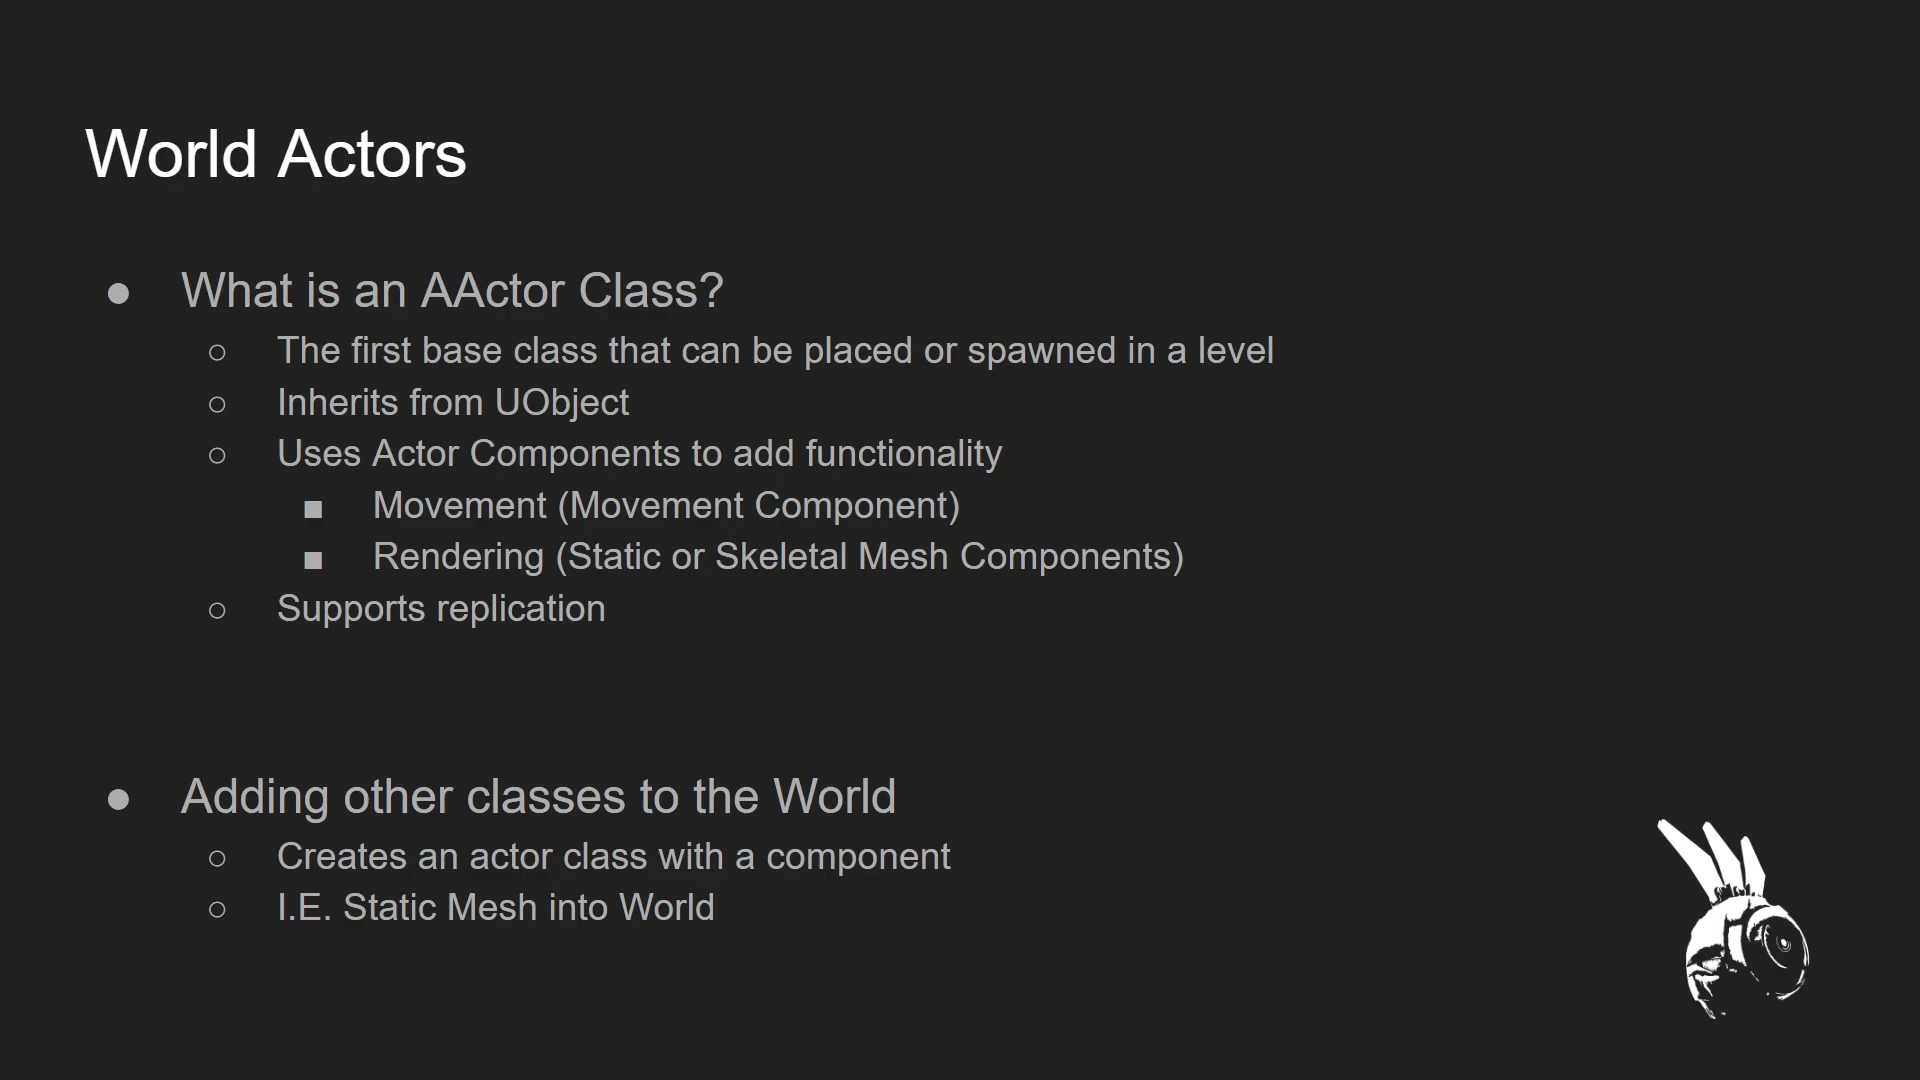 World Actors
● What is an AActor Class?
○ The first base class that can be placed or spawned in a level
○ Inherits from UObject
○ Uses Actor Components to add functionality
■ Movement (Movement Component)
■ Rendering (Static or Skeletal Mesh Components)
○ Supports replication
● Adding other classes to the World
○ Creates an actor class with a component
○ I.E. Static Mesh into World